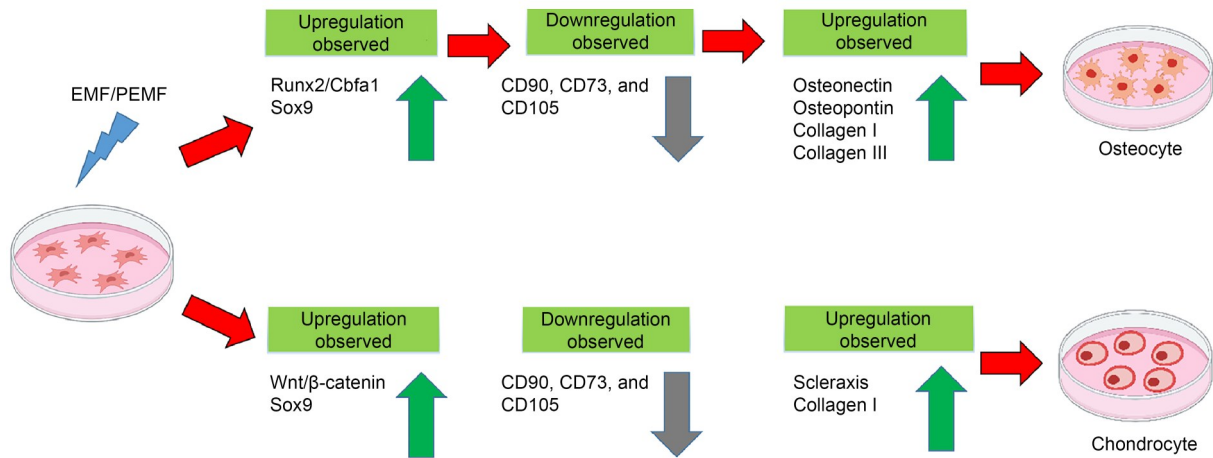 EMF/PEMF
Upregulation
observed
Runx2/Cbfa1
Sox9
Downregulation
observed
CD90, CD73, and
CD105
Upregulation
observed
Osteonectin
Osteopontin
Collagen I
Collagen III
Osteocyte
Upregulation
observed
Wnt/β-catenin
Sox9
Downregulation
observed
CD90, CD73, and
CD105
Upregulation
observed
Scleraxis
Collagen I
Chondrocyte